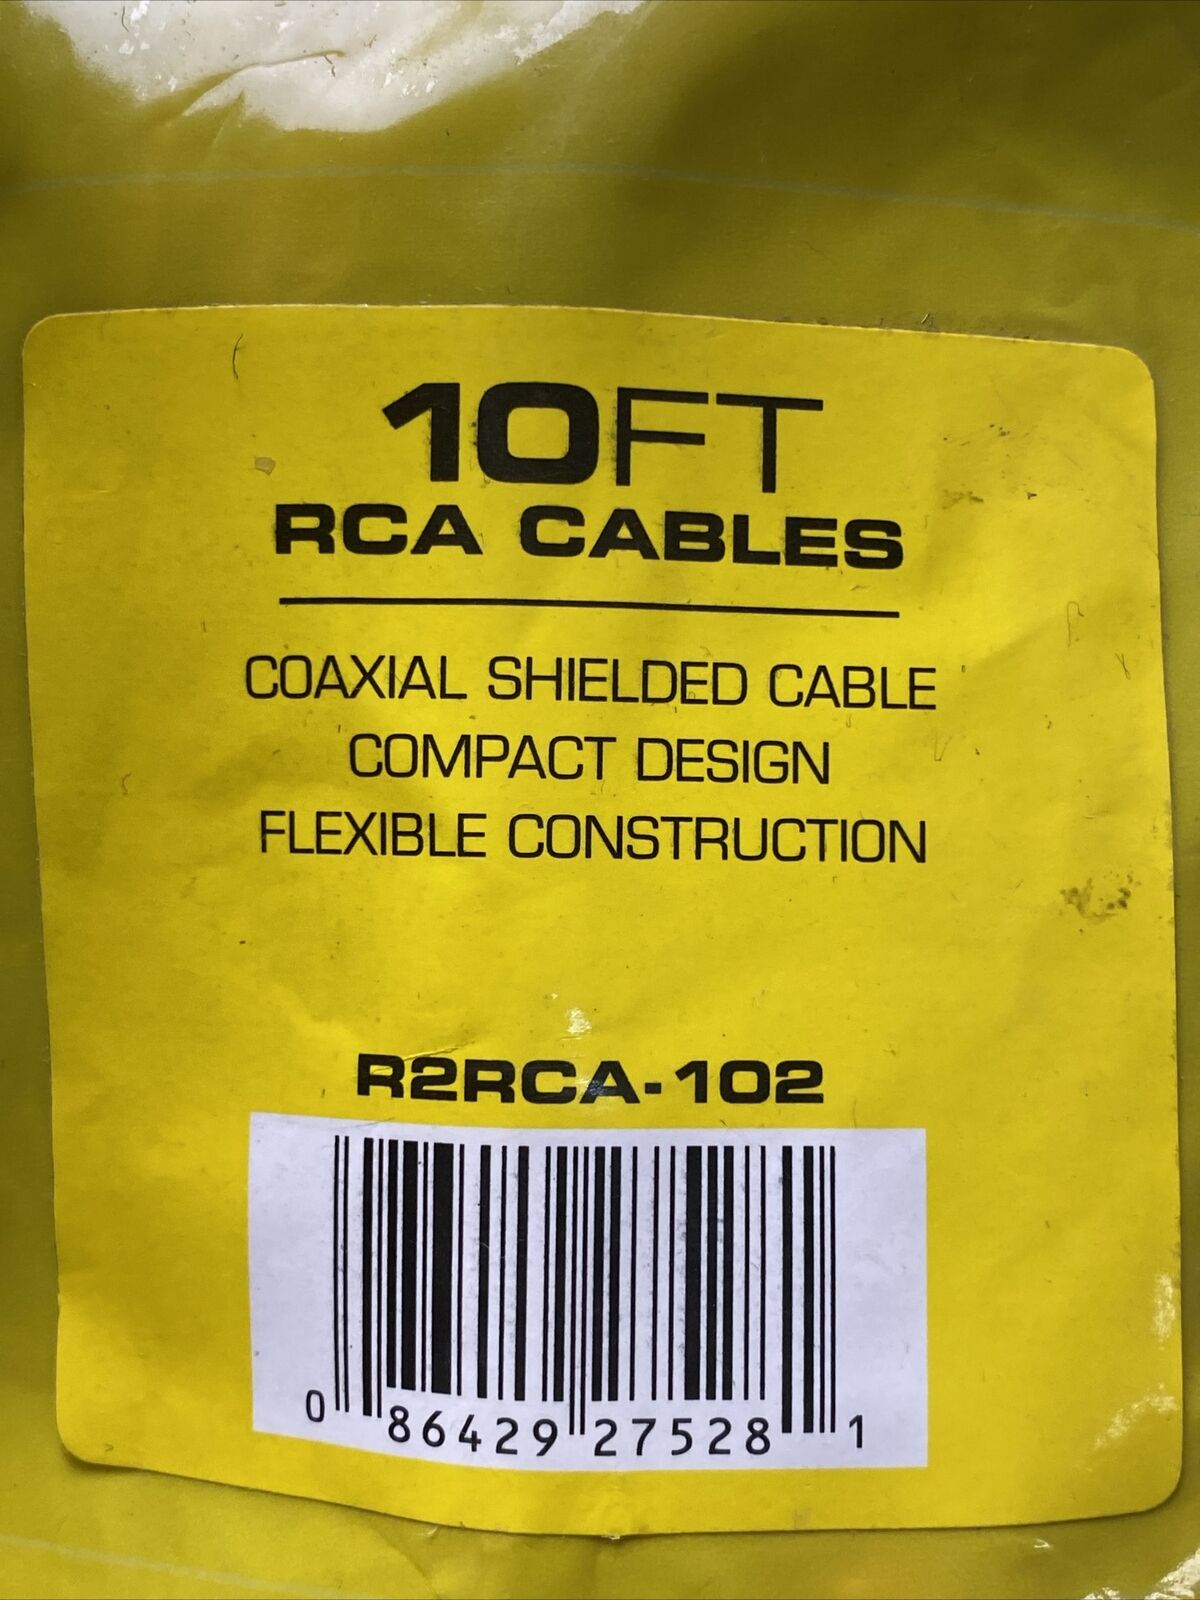 10FT
RCA CABLES
COAXIAL SHIELDED CABLE
COMPACT DESIGN
FLEXIBLE CONSTRUCTION
R2RCA-102
0 86429 27528 1